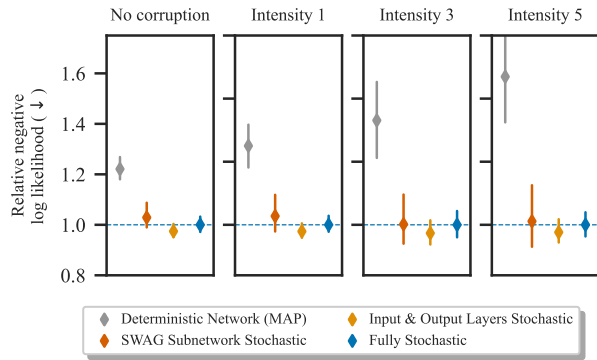 No corruption
Intensity 1
Intensity 3
Intensity 5
Relative negative
log likelihood ( ↓ )
1.6
1.4
1.2
1.0
0.8
Deterministic Network (MAP)
SWAG Subnetwork Stochastic
Input & Output Layers Stochastic
Fully Stochastic